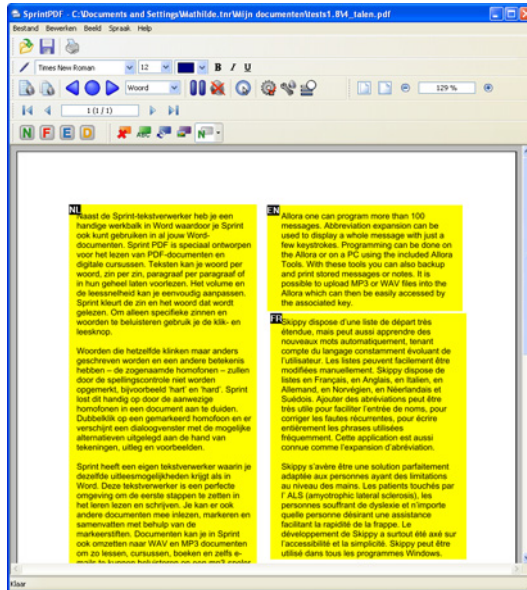 SprintPDF - C:\Documents and Settings\Mathilde.tnr\Mijn documenten\tests1.8\4_talen.pdf
Bestand Bewerken Beeld Spraak Help
Times New Roman 12 B I U
Woord 129 %
1 (1 / 1)
N F E D ABC N
NL
Naast de Sprint-tekstverwerker heb je een
handige werkbalk in Word waardoor je Sprint
ook kunt gebruiken in al jouw Word-
documenten. Sprint PDF is speciaal ontworpen
voor het lezen van PDF-documenten en
digitale cursussen. Teksten kan je woord per
woord, zin per zin, paragraaf per paragraaf of
in hun geheel laten voorlezen. Het volume en
de leessnelheid kan je eenvoudig aanpassen.
Sprint kleurt de zin en het woord dat wordt
gelezen. Om alleen specifieke zinnen en
woorden te beluisteren gebruik je de klik- en
leesknop.
Woorden die hetzelfde klinken maar anders
geschreven worden en een andere betekenis
hebben – de zogenaamde homofonen – zullen
door de spellingscontrole niet worden
opgemerkt, bijvoorbeeld 'hart' en 'hard'. Sprint
lost dit handig op door de aanwezige
homofonen in een document aan te duiden.
Dubbelklik op een gemarkeerd homofoon en er
verschijnt een dialoogvenster met de mogelijke
alternatieven uitgelegd aan de hand van
tekeningen, uitleg en voorbeelden.
Sprint heeft een eigen tekstverwerker waarin je
dezelfde uitleesmogelijkheden krijgt als in
Word. Deze tekstverwerker is een perfecte
omgeving om de eerste stappen te zetten in
het leren lezen en schrijven. Je kan er ook
andere documenten mee inlezen, markeren en
samenvatten met behulp van de
markeerstiften. Documenten kan je in Sprint
ook omzetten naar WAV en MP3 documenten
om zo lessen, cursussen, boeken en zelfs e-
mails te kunnen beluisteren op een mp3 speler
EN
Allora one can program more than 100
messages. Abbreviation expansion can be
used to display a whole message with just a
few keystrokes. Programming can be done on
the Allora or on a PC using the included Allora
Tools. With these tools you can also backup
and print stored messages or notes. It is
possible to upload MP3 or WAV files into the
Allora which can then be easily accessed by
the associated key.
FR
Skippy dispose d'une liste de départ très
étendue, mais peut aussi apprendre des
nouveaux mots automatiquement, tenant
compte du langage constamment évoluant de
l'utilisateur. Les listes peuvent facilement être
modifiées manuellement. Skippy dispose de
listes en Français, en Anglais, en Italien, en
Allemand, en Norvégien, en Néerlandais et
Suédois. Ajouter des abréviations peut être
très utile pour faciliter l'entrée de noms, pour
corriger les fautes récurrentes, pour écrire
entièrement les phrases utilisées
fréquemment. Cette application est aussi
connue comme l'expansion d'abréviation.
Skippy s'avère être une solution parfaitement
adaptée aux personnes ayant des limitations
au niveau des mains. Les patients touchés par
l' ALS (amyotrophic lateral sclerosis), les
personnes souffrant de dyslexie et n'importe
quelle personne désirant une assistance
facilitant la rapidité de la frappe. Le
développement de Skippy a surtout été axé sur
l'accessibilité et la simplicité. Skippy peut être
utilisé dans tous les programmes Windows.
Klaar